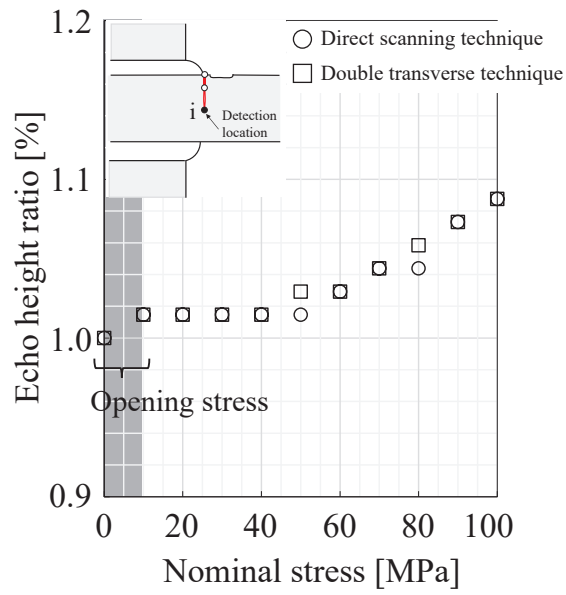 1.2
Direct scanning technique
Double transverse technique
i
Detection
location
1.1
Echo height ratio [%]
1.0
Opening stress
0.9
0 20 40 60 80 100
Nominal stress [MPa]